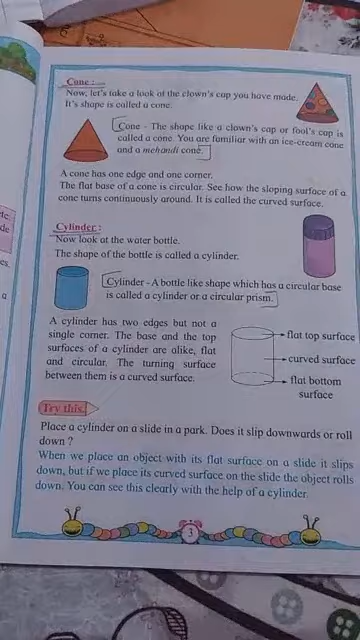 Cone :
Now, let's take a look at the clown's cap you have made.
It's shape is called a cone.
Cone - The shape like a clown's cap or fool's cap is
called a cone. You are familiar with an ice-cream cone
and a mehandi cone.
A cone has one edge and one corner.
The flat base of a cone is circular. See how the sloping surface of a
cone turns continuously around. It is called the curved surface.
Cylinder :
Now look at the water bottle.
The shape of the bottle is called a cylinder.
Cylinder - A bottle like shape which has a circular base
is called a cylinder or a circular prism.
A cylinder has two edges but not a
single corner. The base and the top
surfaces of a cylinder are alike, flat
and circular. The turning surface
between them is a curved surface.
flat top surface
curved surface
flat bottom
surface
Try this.
Place a cylinder on a slide in a park. Does it slip downwards or roll
down ?
When we place an object with its flat surface on a slide it slips
down, but if we place its curved surface on the slide the object rolls
down. You can see this clearly with the help of a cylinder.
3